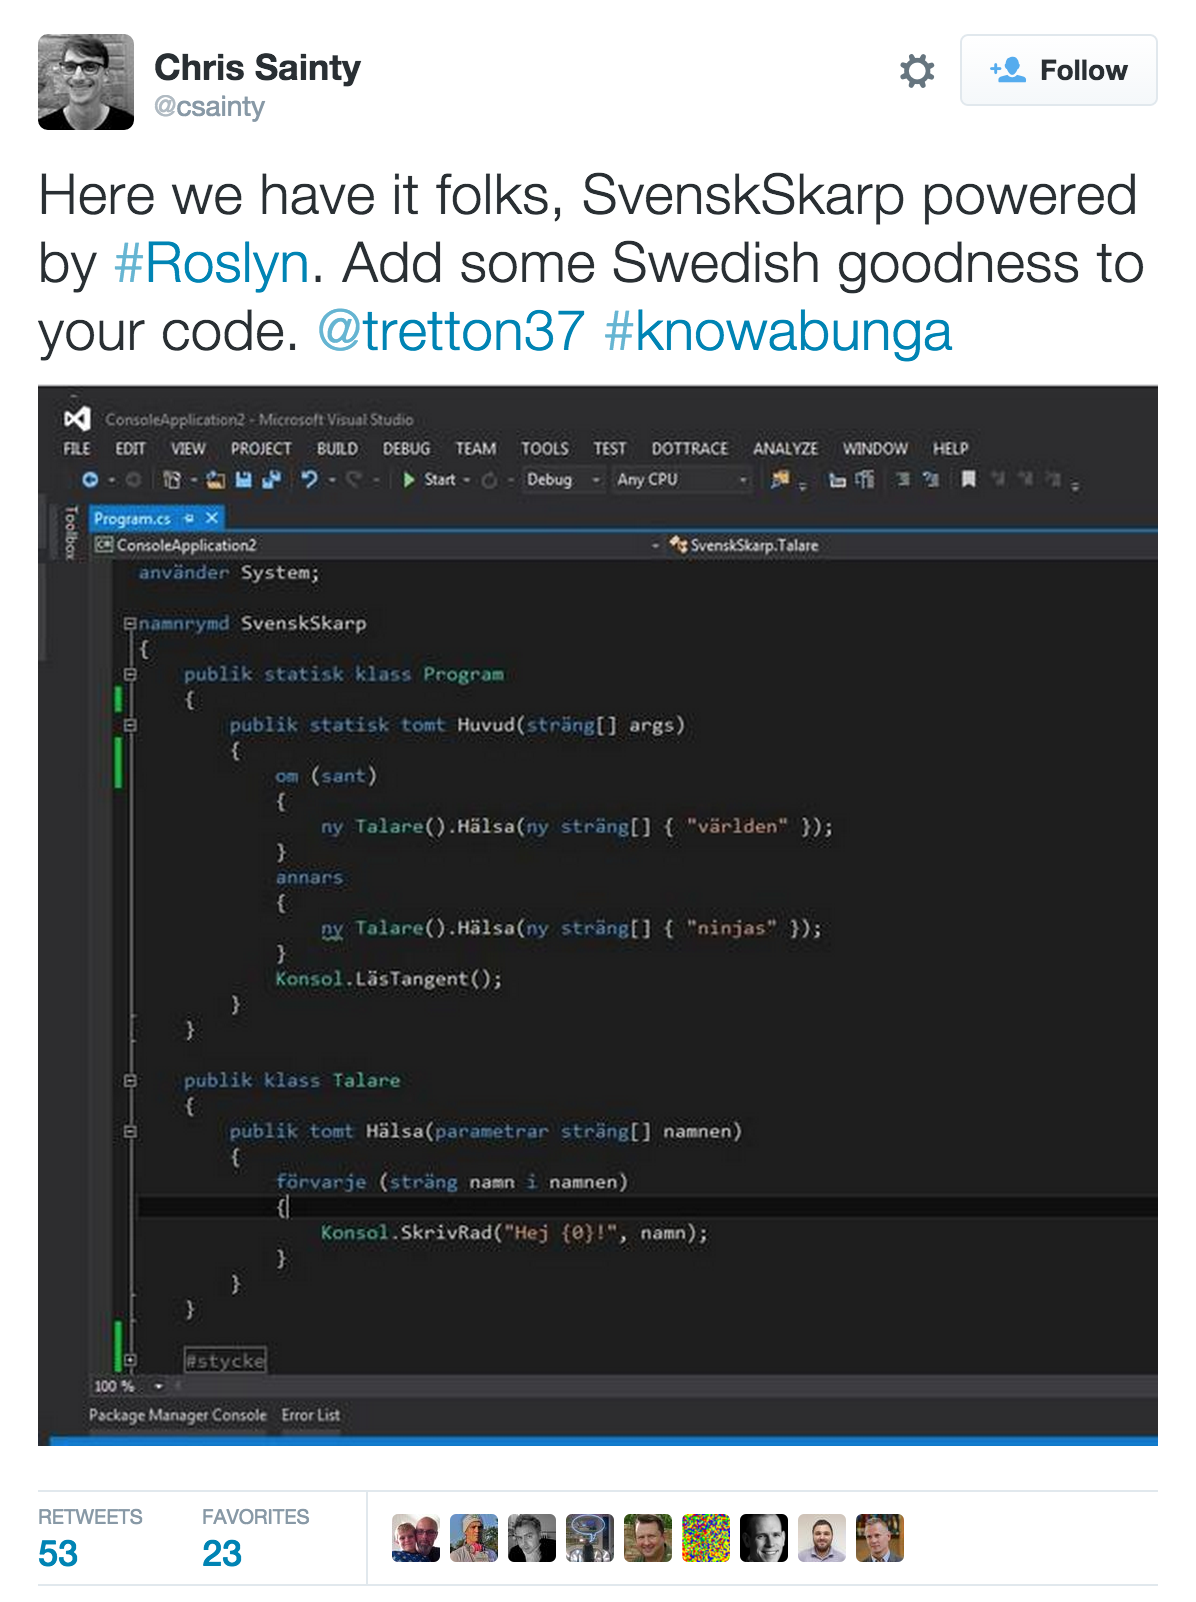 Chris Sainty
@csainty
Follow
Here we have it folks, SvenskSkarp powered
by #Roslyn. Add some Swedish goodness to
your code. @tretton37 #knowabunga
ConsoleApplication2 - Microsoft Visual Studio
FILE EDIT VIEW PROJECT BUILD DEBUG TEAM TOOLS TEST DOTTRACE ANALYZE WINDOW HELP
Start Debug Any CPU
Toolbox
Program.cs
ConsoleApplication2 SvenskSkarp.Talare
använder System;
namnrymd SvenskSkarp
{
publik statisk klass Program
{
publik statisk tomt Huvud(sträng[] args)
{
om (sant)
{
ny Talare().Hälsa(ny sträng[] { "världen" });
}
annars
{
ny Talare().Hälsa(ny sträng[] { "ninjas" });
}
Konsol.LäsTangent();
}
}
publik klass Talare
{
publik tomt Hälsa(parametrar sträng[] namnen)
{
förvarje (sträng namn i namnen)
{
Konsol.SkrivRad("Hej {0}!", namn);
}
}
}
#stycke
100 %
Package Manager Console Error List
RETWEETS FAVORITES
53 23